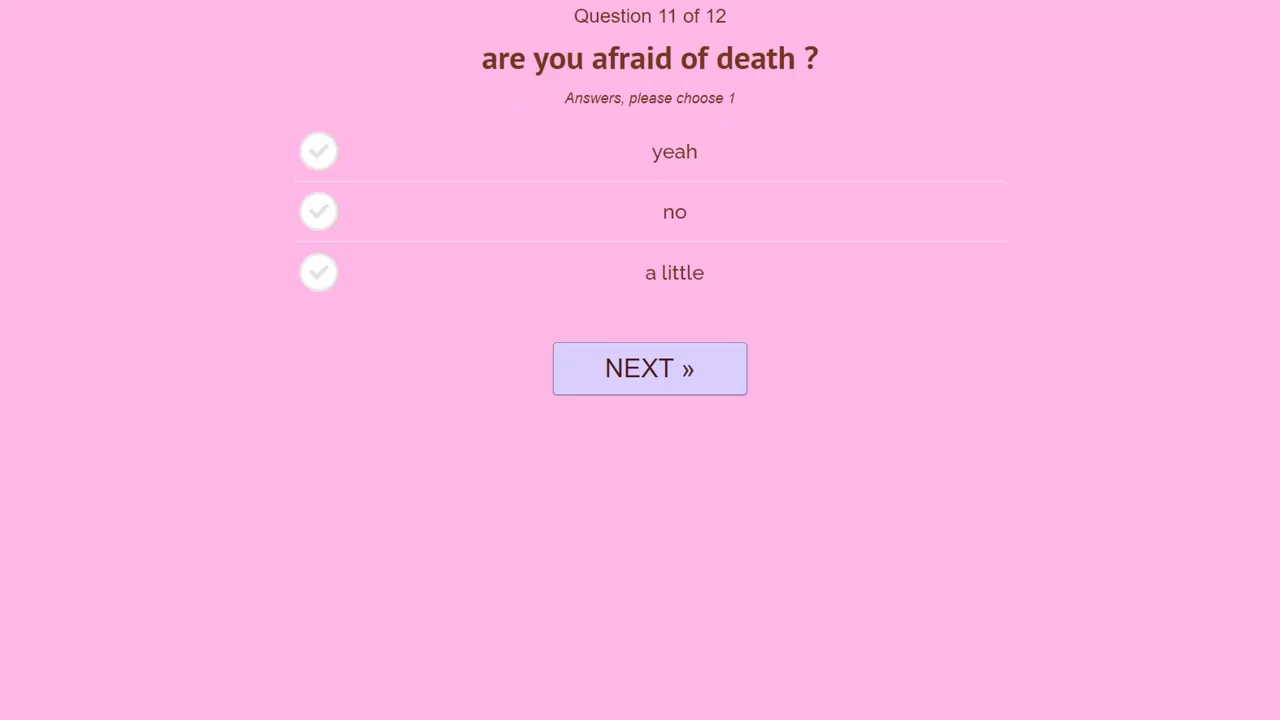 Question 11 of 12
are you afraid of death ?
Answers, please choose 1
yeah
no
a little
NEXT »